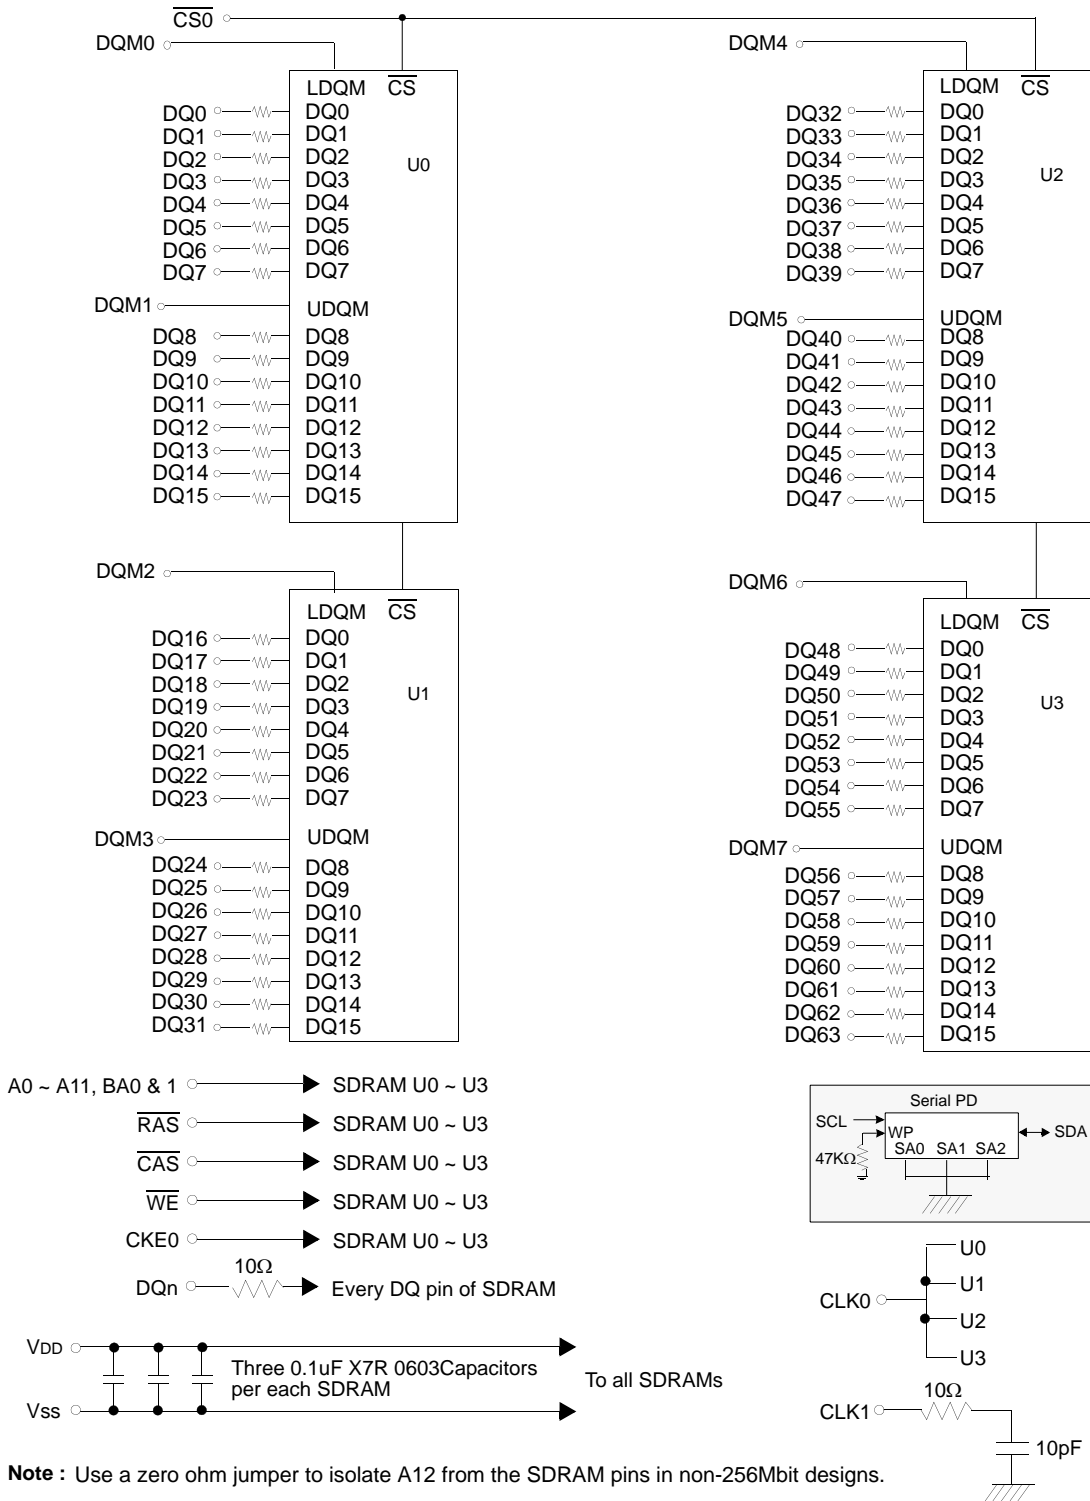 CS0
DQM0
LDQM CS
DQ0 DQ0
DQ1 DQ1
DQ2 DQ2
U0
DQ3 DQ3
DQ4 DQ4
DQ5 DQ5
DQ6 DQ6
DQ7 DQ7
DQM1 UDQM
DQ8 DQ8
DQ9 DQ9
DQ10 DQ10
DQ11 DQ11
DQ12 DQ12
DQ13 DQ13
DQ14 DQ14
DQ15 DQ15
DQM4
LDQM CS
DQ32 DQ0
DQ33 DQ1
DQ34 DQ2
U2
DQ35 DQ3
DQ36 DQ4
DQ37 DQ5
DQ38 DQ6
DQ39 DQ7
DQM5 UDQM
DQ40 DQ8
DQ41 DQ9
DQ42 DQ10
DQ43 DQ11
DQ44 DQ12
DQ45 DQ13
DQ46 DQ14
DQ47 DQ15
DQM2
LDQM CS
DQ16 DQ0
DQ17 DQ1
DQ18 DQ2
U1
DQ19 DQ3
DQ20 DQ4
DQ21 DQ5
DQ22 DQ6
DQ23 DQ7
DQM3 UDQM
DQ24 DQ8
DQ25 DQ9
DQ26 DQ10
DQ27 DQ11
DQ28 DQ12
DQ29 DQ13
DQ30 DQ14
DQ31 DQ15
DQM6
LDQM CS
DQ48 DQ0
DQ49 DQ1
DQ50 DQ2
U3
DQ51 DQ3
DQ52 DQ4
DQ53 DQ5
DQ54 DQ6
DQ55 DQ7
DQM7 UDQM
DQ56 DQ8
DQ57 DQ9
DQ58 DQ10
DQ59 DQ11
DQ60 DQ12
DQ61 DQ13
DQ62 DQ14
DQ63 DQ15
A0 ~ A11, BA0 & 1 SDRAM U0 ~ U3
RAS SDRAM U0 ~ U3
CAS SDRAM U0 ~ U3
WE SDRAM U0 ~ U3
CKE0 SDRAM U0 ~ U3
10Ω
DQn Every DQ pin of SDRAM
Serial PD
SCL
WP
SDA
47KΩ
SA0 SA1 SA2
U0
U1
CLK0
U2
U3
VDD
Three 0.1uF X7R 0603Capacitors
per each SDRAM
To all SDRAMs
Vss
10Ω
CLK1
10pF
Note : Use a zero ohm jumper to isolate A12 from the SDRAM pins in non-256Mbit designs.